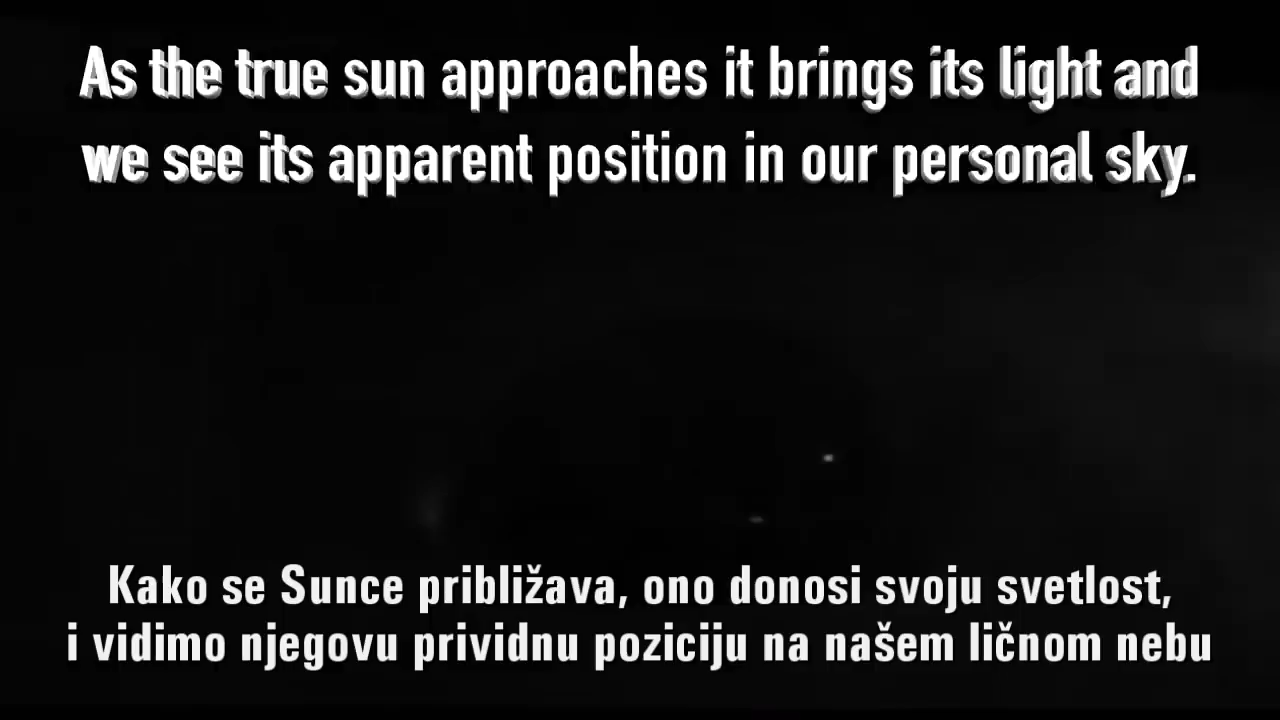 As the true sun approaches it brings its light and
we see its apparent position in our personal sky.
Kako se Sunce približava, ono donosi svoju svetlost,
i vidimo njegovu prividnu poziciju na našem ličnom nebu